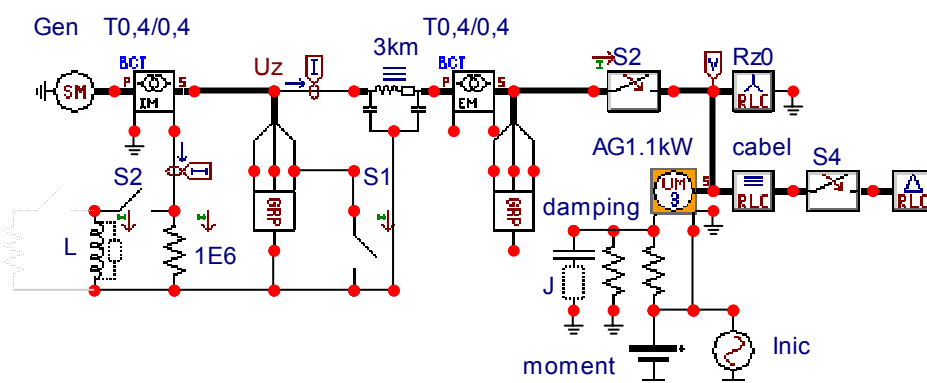 Gen
T0,4/0,4
T0,4/0,4
3km
S2
Rz0
BCT
BCT
Uz
I
V
SM
P
S
IM
P
S
EM
I
RLC
AG1.1kW
cabel
S4
I
S2
S1
UM
3
S
RLC
RLC
GRP
GRP
damping
L
1E6
J
moment
+
Inic